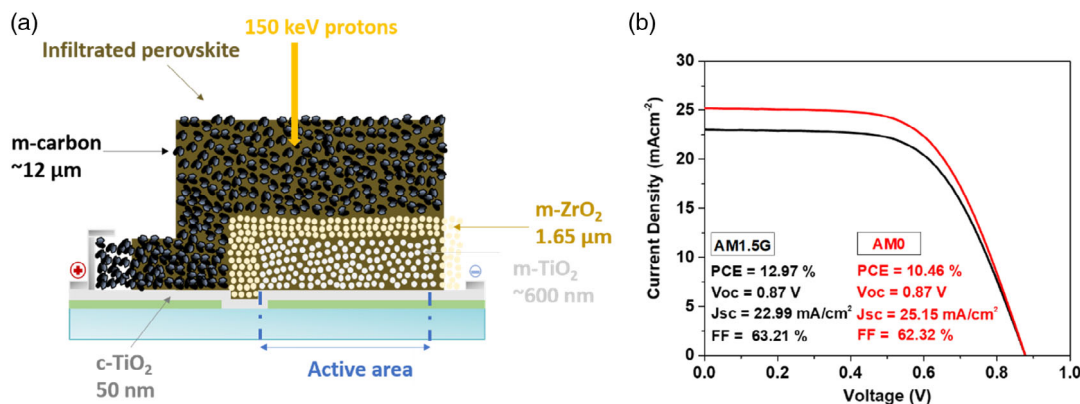 (a)
150 keV protons
Infiltrated perovskite
m-carbon
~12 µm
m-ZrO2
1.65 µm
m-TiO2
~600 nm
c-TiO2
50 nm
Active area
(b)
Current Density (mAcm-2)
30
25
20
15
10
5
0
AM1.5G
PCE = 12.97 %
Voc = 0.87 V
Jsc = 22.99 mA/cm2
FF = 63.21 %
AM0
PCE = 10.46 %
Voc = 0.87 V
Jsc = 25.15 mA/cm2
FF = 62.32 %
0.0 0.2 0.4 0.6 0.8 1.0
Voltage (V)